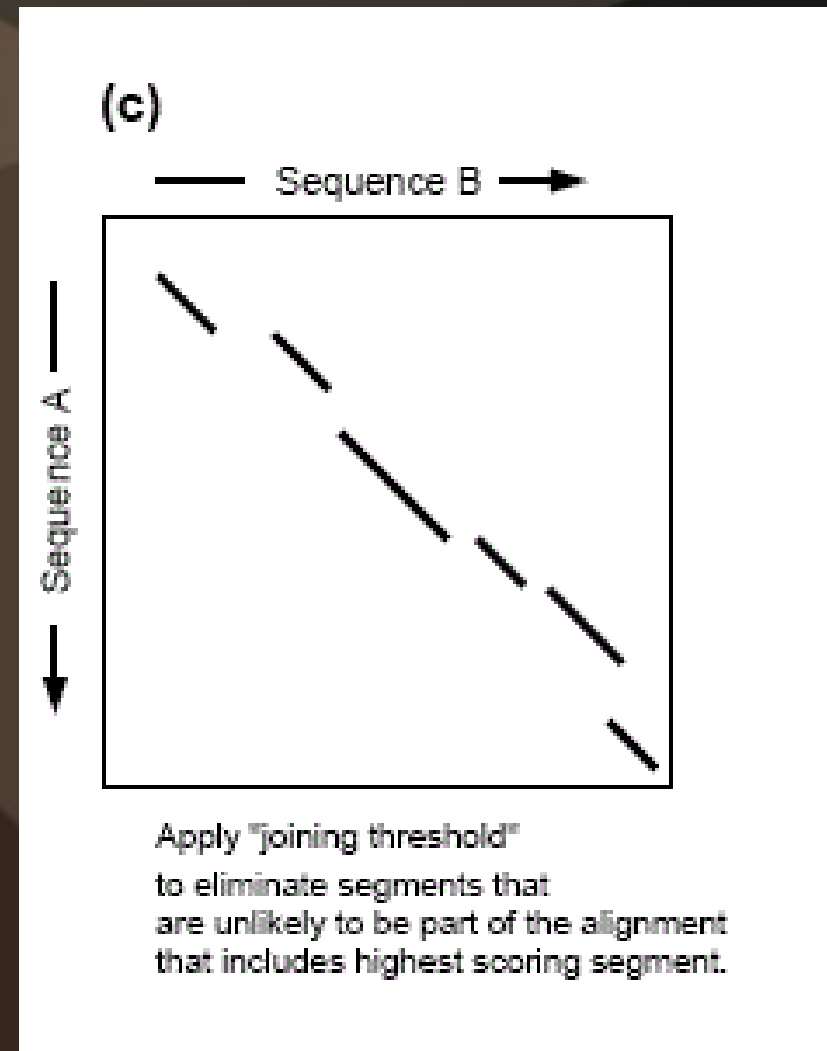 (c)
Sequence B
Sequence A
Apply "joining threshold"
to eliminate segments that
are unlikely to be part of the alignment
that includes highest scoring segment.